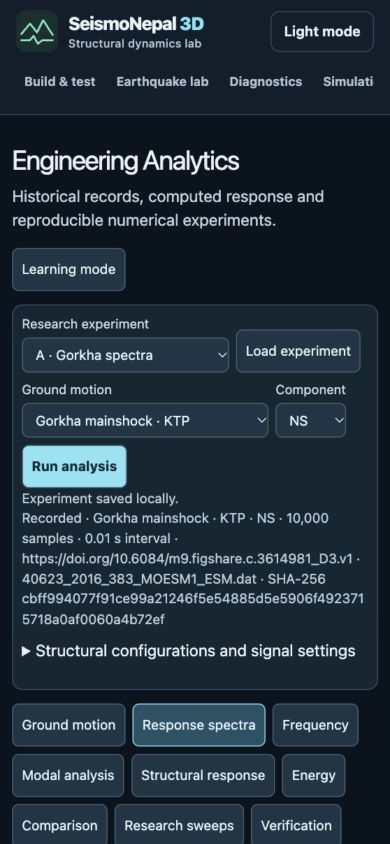 SeismoNepal 3D
Structural dynamics lab
Light mode
Build & test Earthquake lab Diagnostics Simulati
Engineering Analytics
Historical records, computed response and
reproducible numerical experiments.
Learning mode
Research experiment
A · Gorkha spectra
Load experiment
Ground motion Component
Gorkha mainshock · KTP NS
Run analysis
Experiment saved locally.
Recorded · Gorkha mainshock · KTP · NS · 10,000
samples · 0.01 s interval ·
https://doi.org/10.6084/m9.figshare.c.3614981_D3.v1 ·
40623_2016_383_MOESM1_ESM.dat · SHA-256
cbff994077f91ce99a21246f5e54885d5e5906f492371
5718a0af0060a4b72ef
▶ Structural configurations and signal settings
Ground motion Response spectra Frequency
Modal analysis Structural response Energy
Comparison Research sweeps Verification